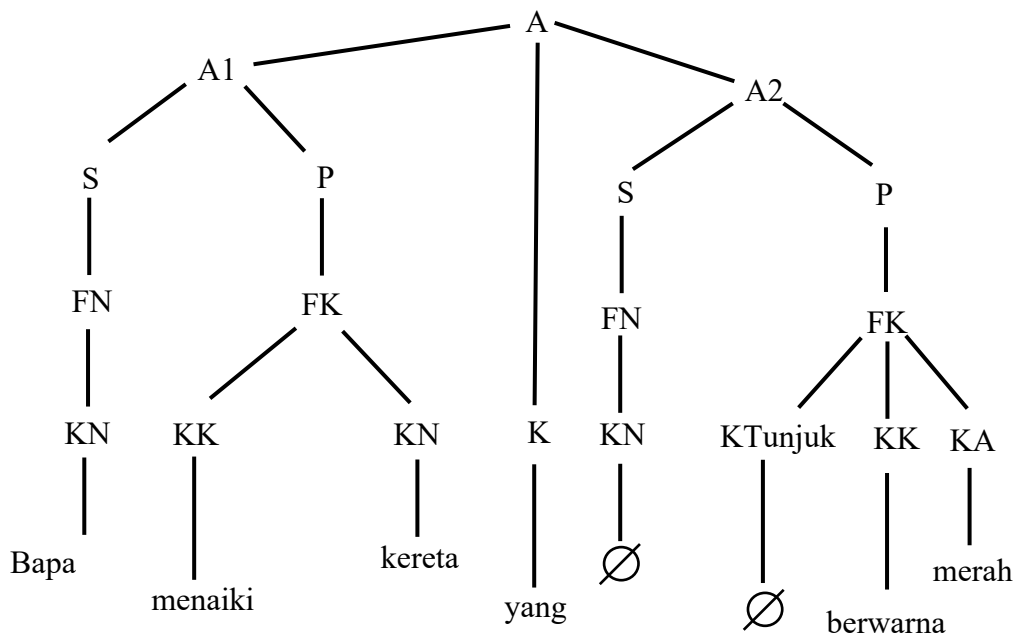 A
A1
A2
S P S P
FN FK FN FK
KN KK KN K KN KTunjuk KK KA
Bapa menaiki kereta yang ∅ ∅ berwarna merah